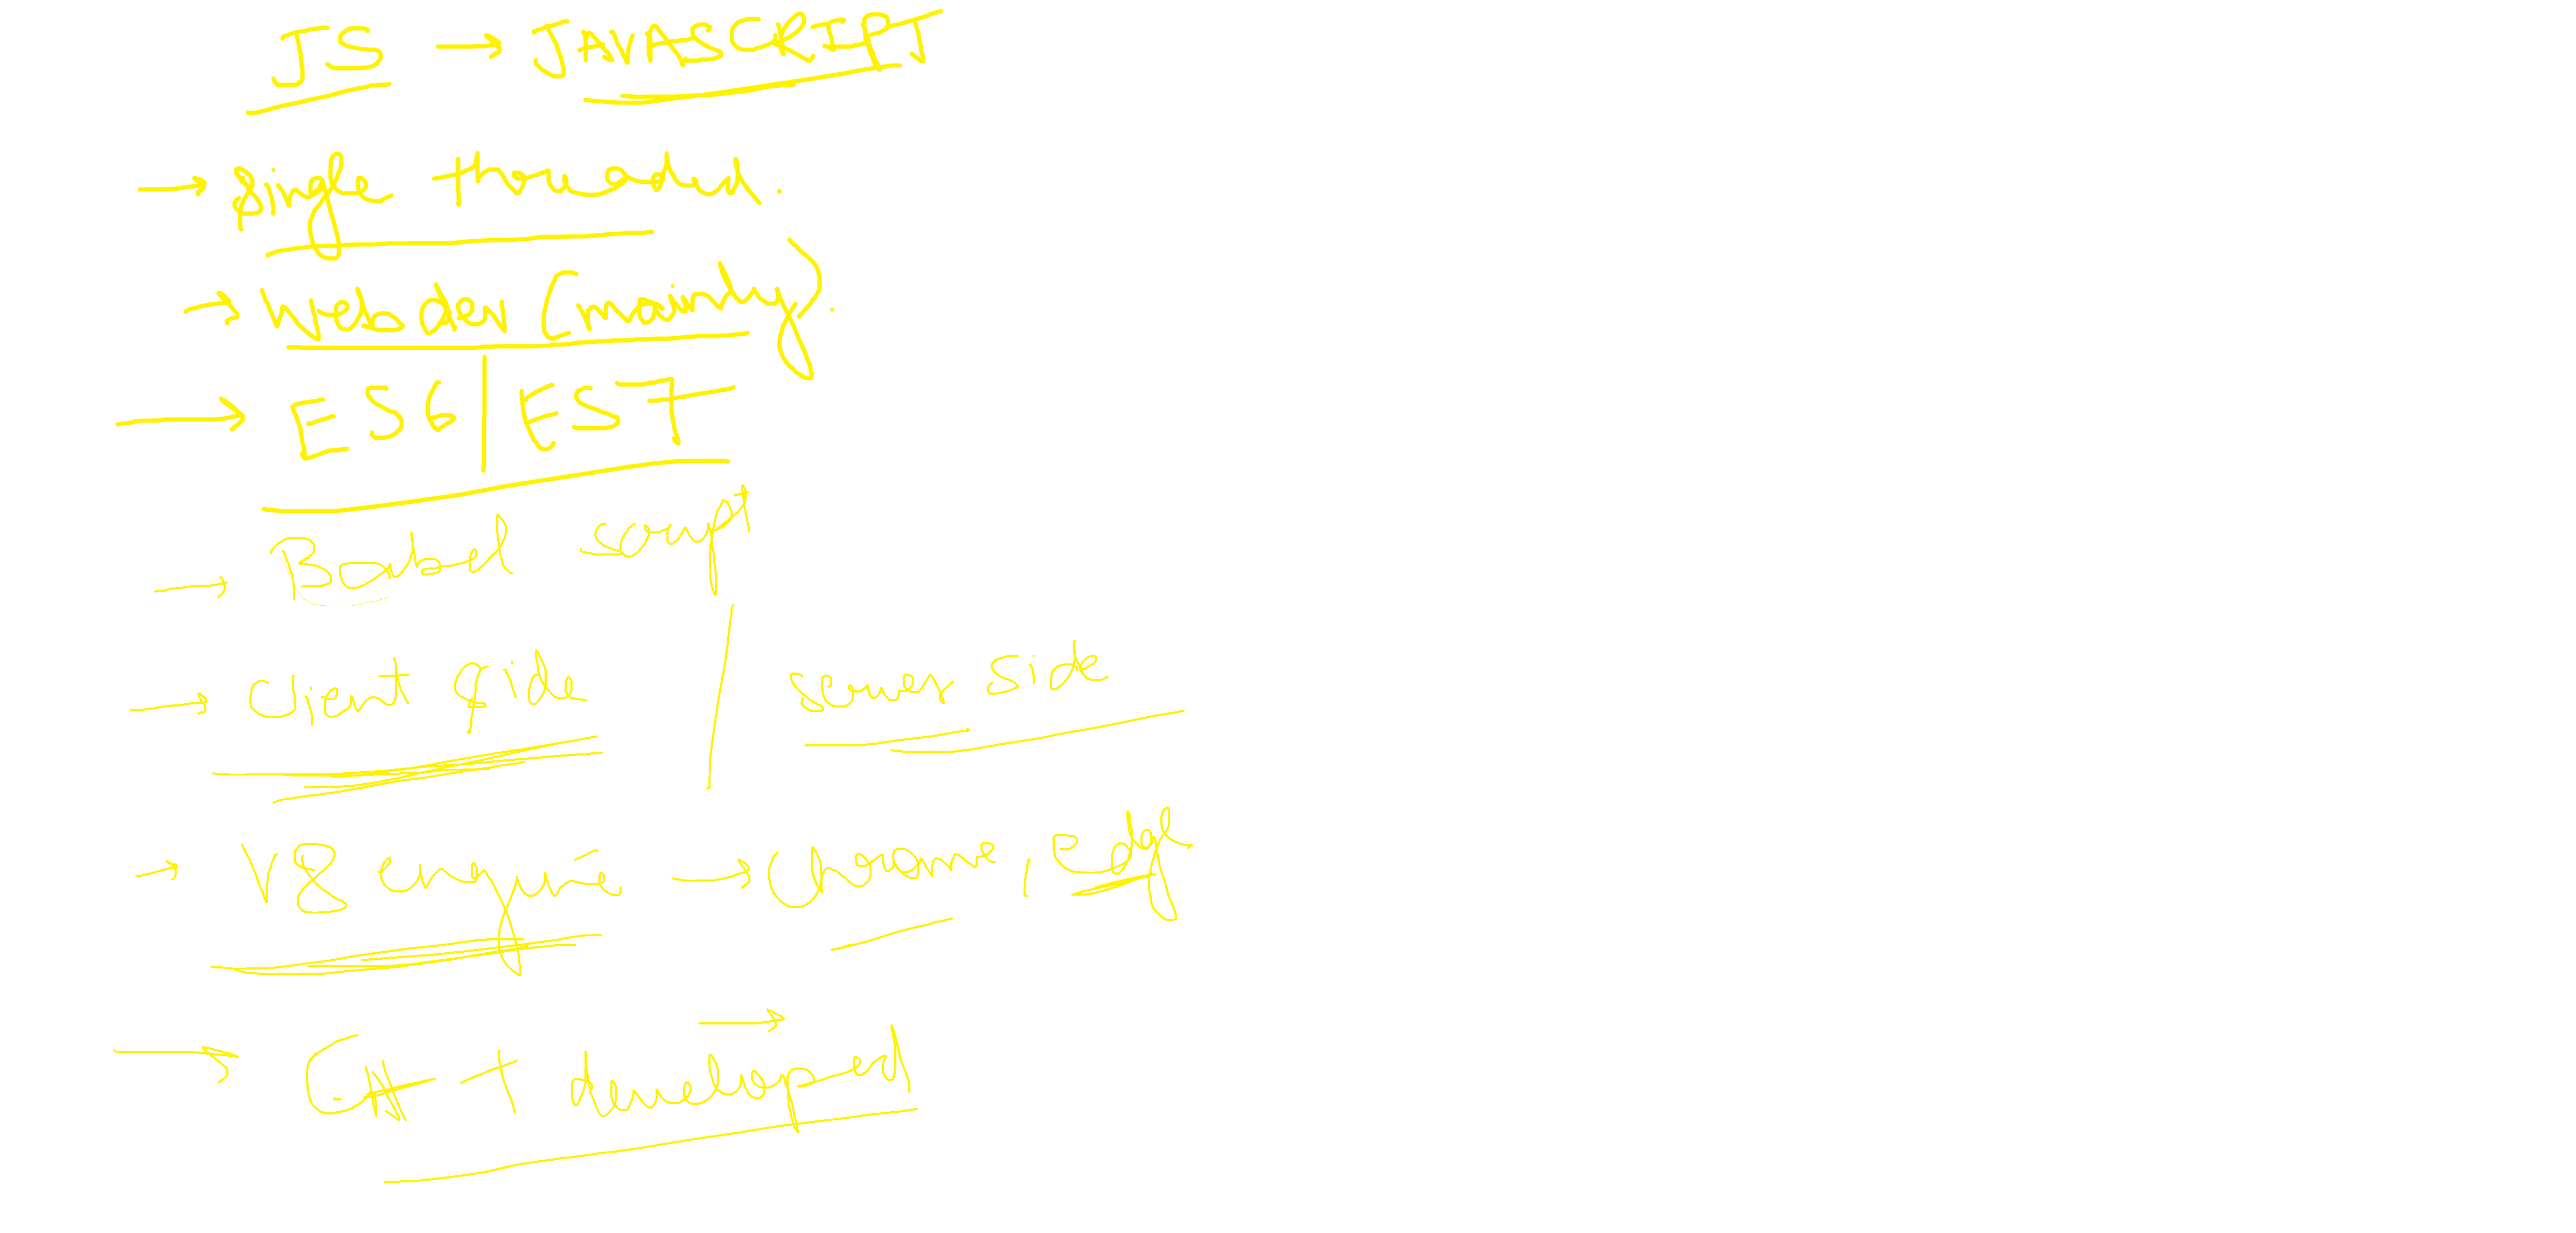 JS → JAVASCRIPT
→ single threaded.
→ Web dev (mainly).
→ ES6 | ES7
→ Babel script
→ Client side | server side
→ V8 engine → Chrome, Edge
→ C++ developed